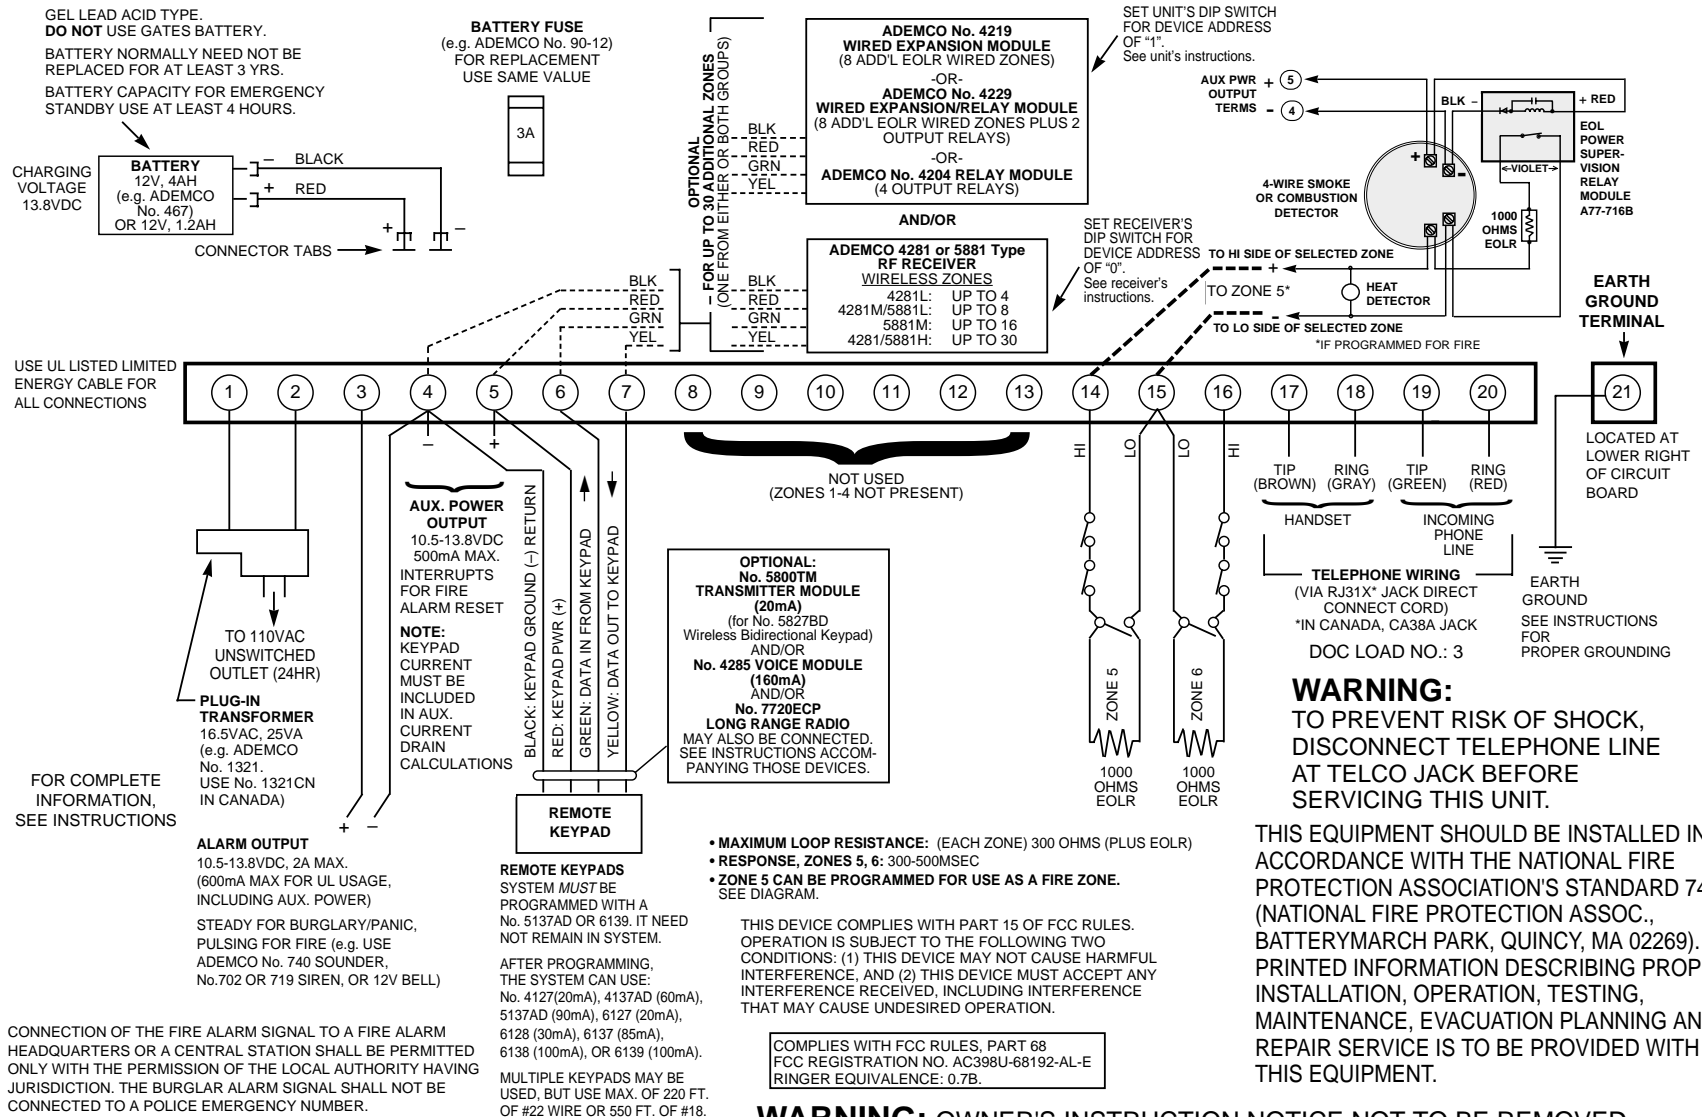 GEL LEAD ACID TYPE.
DO NOT USE GATES BATTERY.
BATTERY NORMALLY NEED NOT BE
REPLACED FOR AT LEAST 3 YRS.
BATTERY CAPACITY FOR EMERGENCY
STANDBY USE AT LEAST 4 HOURS.
CHARGING
VOLTAGE
13.8VDC
BATTERY
12V, 4AH
(e.g. ADEMCO
No. 467)
OR 12V, 1.2AH
– BLACK
+ RED
+ –
CONNECTOR TABS
BATTERY FUSE
(e.g. ADEMCO No. 90-12)
FOR REPLACEMENT
USE SAME VALUE
3A
OPTIONAL
FOR UP TO 30 ADDITIONAL ZONES
(ONE FROM EITHER OR BOTH GROUPS)
BLK
RED
GRN
YEL
ADEMCO No. 4219
WIRED EXPANSION MODULE
(8 ADD'L EOLR WIRED ZONES)
-OR-
ADEMCO No. 4229
WIRED EXPANSION/RELAY MODULE
(8 ADD'L EOLR WIRED ZONES PLUS 2
OUTPUT RELAYS)
-OR-
ADEMCO No. 4204 RELAY MODULE
(4 OUTPUT RELAYS)
AND/OR
BLK
RED
GRN
YEL
BLK
RED
GRN
YEL
ADEMCO 4281 or 5881 Type
RF RECEIVER
WIRELESS ZONES
4281L: UP TO 4
4281M/5881L: UP TO 8
5881M: UP TO 16
4281/5881H: UP TO 30
SET UNIT'S DIP SWITCH
FOR DEVICE ADDRESS
OF "1".
See unit's instructions.
SET RECEIVER'S
DIP SWITCH FOR
DEVICE ADDRESS
OF "0".
See receiver's
instructions.
AUX PWR
OUTPUT
TERMS
+ 5
- 4
BLK –
+ RED
EOL
POWER
SUPER-
VISION
RELAY
MODULE
A77-716B
VIOLET
+
-
4-WIRE SMOKE
OR COMBUSTION
DETECTOR
1000
OHMS
EOLR
TO HI SIDE OF SELECTED ZONE
+
TO ZONE 5*
HEAT
DETECTOR
-
TO LO SIDE OF SELECTED ZONE
*IF PROGRAMMED FOR FIRE
EARTH
GROUND
TERMINAL
USE UL LISTED LIMITED
ENERGY CABLE FOR
ALL CONNECTIONS
1 2 3 4 5 6 7 8 9 10 11 12 13 14 15 16 17 18 19 20 21
LOCATED AT
LOWER RIGHT
OF CIRCUIT
BOARD
– +
AUX. POWER
OUTPUT
10.5-13.8VDC
500mA MAX.
INTERRUPTS
FOR FIRE
ALARM RESET
NOTE:
KEYPAD
CURRENT
MUST BE
INCLUDED
IN AUX.
CURRENT
DRAIN
CALCULATIONS
BLACK: KEYPAD GROUND (–) RETURN
RED: KEYPAD PWR (+)
GREEN: DATA IN FROM KEYPAD
YELLOW: DATA OUT TO KEYPAD
NOT USED
(ZONES 1-4 NOT PRESENT)
HI
LO
LO
HI
TIP
(BROWN)
RING
(GRAY)
TIP
(GREEN)
RING
(RED)
HANDSET
INCOMING
PHONE
LINE
TELEPHONE WIRING
(VIA RJ31X* JACK DIRECT
CONNECT CORD)
*IN CANADA, CA38A JACK
DOC LOAD NO.: 3
EARTH
GROUND
SEE INSTRUCTIONS
FOR
PROPER GROUNDING
TO 110VAC
UNSWITCHED
OUTLET (24HR)
PLUG-IN
TRANSFORMER
16.5VAC, 25VA
(e.g. ADEMCO
No. 1321.
USE No. 1321CN
IN CANADA)
FOR COMPLETE
INFORMATION,
SEE INSTRUCTIONS
+ –
ALARM OUTPUT
10.5-13.8VDC, 2A MAX.
(600mA MAX FOR UL USAGE,
INCLUDING AUX. POWER)
STEADY FOR BURGLARY/PANIC,
PULSING FOR FIRE (e.g. USE
ADEMCO No. 740 SOUNDER,
No.702 OR 719 SIREN, OR 12V BELL)
OPTIONAL:
No. 5800TM
TRANSMITTER MODULE
(20mA)
(for No. 5827BD
Wireless Bidirectional Keypad)
AND/OR
No. 4285 VOICE MODULE
(160mA)
AND/OR
No. 7720ECP
LONG RANGE RADIO
MAY ALSO BE CONNECTED.
SEE INSTRUCTIONS ACCOM-
PANYING THOSE DEVICES.
REMOTE
KEYPAD
ZONE 5
ZONE 6
1000
OHMS
EOLR
1000
OHMS
EOLR
REMOTE KEYPADS
SYSTEM MUST BE
PROGRAMMED WITH A
No. 5137AD OR 6139. IT NEED
NOT REMAIN IN SYSTEM.
AFTER PROGRAMMING,
THE SYSTEM CAN USE:
No. 4127(20mA), 4137AD (60mA),
5137AD (90mA), 6127 (20mA),
6128 (30mA), 6137 (85mA),
6138 (100mA), OR 6139 (100mA).
MULTIPLE KEYPADS MAY BE
USED, BUT USE MAX. OF 220 FT.
OF #22 WIRE OR 550 FT. OF #18.
• MAXIMUM LOOP RESISTANCE: (EACH ZONE) 300 OHMS (PLUS EOLR)
• RESPONSE, ZONES 5, 6: 300-500MSEC
• ZONE 5 CAN BE PROGRAMMED FOR USE AS A FIRE ZONE.
SEE DIAGRAM.
THIS DEVICE COMPLIES WITH PART 15 OF FCC RULES.
OPERATION IS SUBJECT TO THE FOLLOWING TWO
CONDITIONS: (1) THIS DEVICE MAY NOT CAUSE HARMFUL
INTERFERENCE, AND (2) THIS DEVICE MUST ACCEPT ANY
INTERFERENCE RECEIVED, INCLUDING INTERFERENCE
THAT MAY CAUSE UNDESIRED OPERATION.
COMPLIES WITH FCC RULES, PART 68
FCC REGISTRATION NO. AC398U-68192-AL-E
RINGER EQUIVALENCE: 0.7B.
WARNING:
TO PREVENT RISK OF SHOCK,
DISCONNECT TELEPHONE LINE
AT TELCO JACK BEFORE
SERVICING THIS UNIT.
THIS EQUIPMENT SHOULD BE INSTALLED IN
ACCORDANCE WITH THE NATIONAL FIRE
PROTECTION ASSOCIATION'S STANDARD 74
(NATIONAL FIRE PROTECTION ASSOC.,
BATTERYMARCH PARK, QUINCY, MA 02269).
PRINTED INFORMATION DESCRIBING PROP
INSTALLATION, OPERATION, TESTING,
MAINTENANCE, EVACUATION PLANNING AN
REPAIR SERVICE IS TO BE PROVIDED WITH
THIS EQUIPMENT.
CONNECTION OF THE FIRE ALARM SIGNAL TO A FIRE ALARM
HEADQUARTERS OR A CENTRAL STATION SHALL BE PERMITTED
ONLY WITH THE PERMISSION OF THE LOCAL AUTHORITY HAVING
JURISDICTION. THE BURGLAR ALARM SIGNAL SHALL NOT BE
CONNECTED TO A POLICE EMERGENCY NUMBER.
WARNING: OWNER'S INSTRUCTION NOTICE NOT TO BE REMOVED